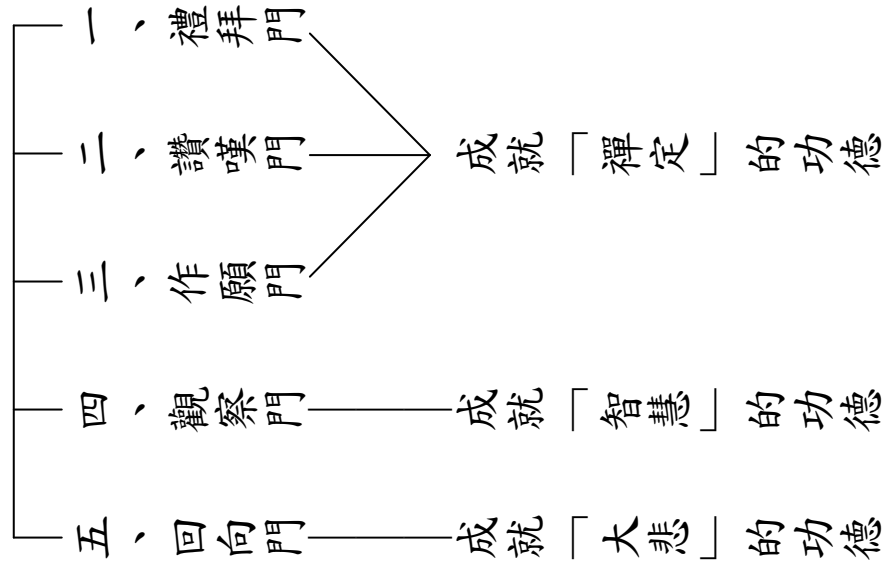 一、禮拜門
二、讚嘆門
三、作願門
成就「禪定」的功德
四、觀察門
成就「智慧」的功德
五、回向門
成就「大悲」的功德